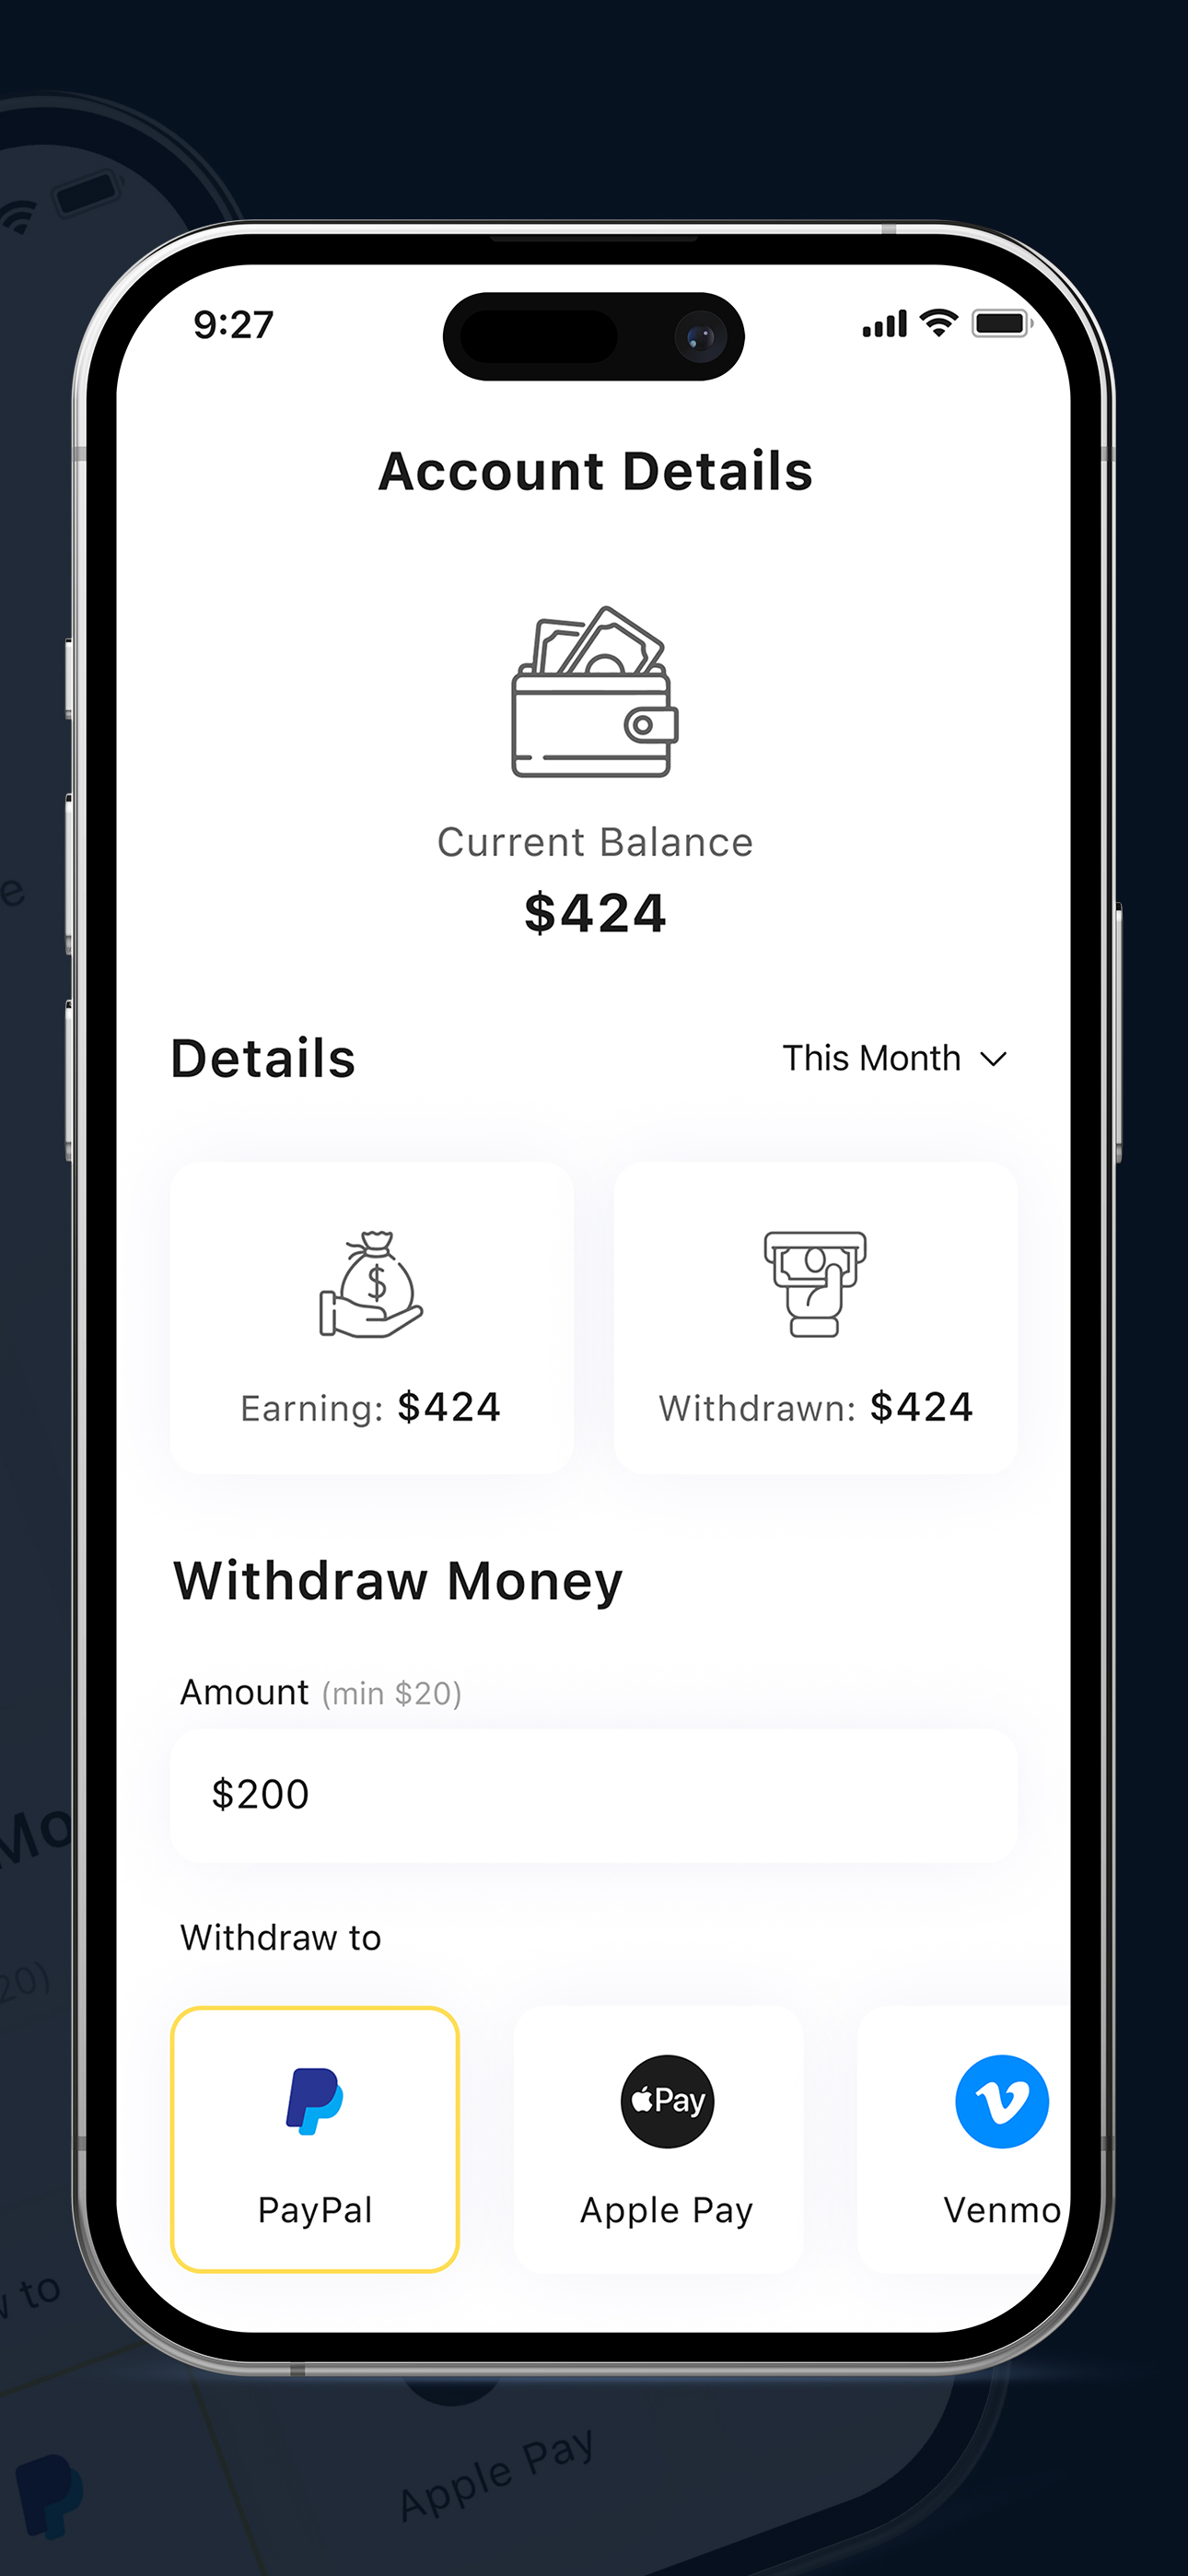 9:27
Account Details
Current Balance
$424
Details
This Month
$
Earning: $424
Withdrawn: $424
Withdraw Money
Amount (min $20)
$200
Withdraw to
Pay
PayPal
Apple Pay
Venmo
e
Mo
20)
to
Apple Pay